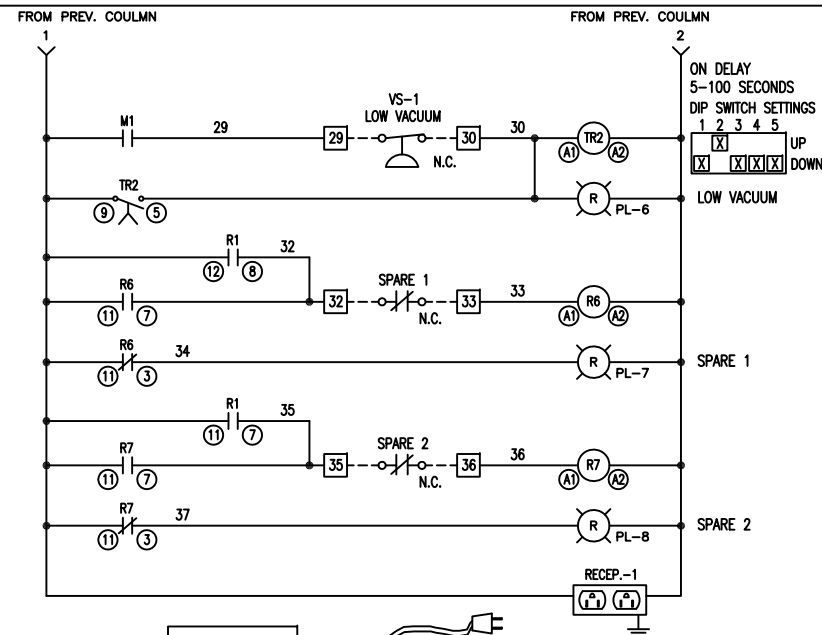 FROM PREV. COULMN
FROM PREV. COULMN
1
2
ON DELAY
5-100 SECONDS
DIP SWITCH SETTINGS
1 2 3 4 5
X UP
X X X X DOWN
VS-1
LOW VACUUM
M1
29
29
30
30
TR2
A1
A2
N.C.
TR2
9
5
R
PL-6
LOW VACUUM
R1
32
12
8
SPARE 1
R6
11
7
32
33
33
R6
A1
A2
N.C.
R6
34
11
3
R
PL-7
SPARE 1
R1
35
11
7
SPARE 2
R7
11
7
35
36
36
R7
A1
A2
N.C.
R7
37
11
3
R
PL-8
SPARE 2
RECEP.-1